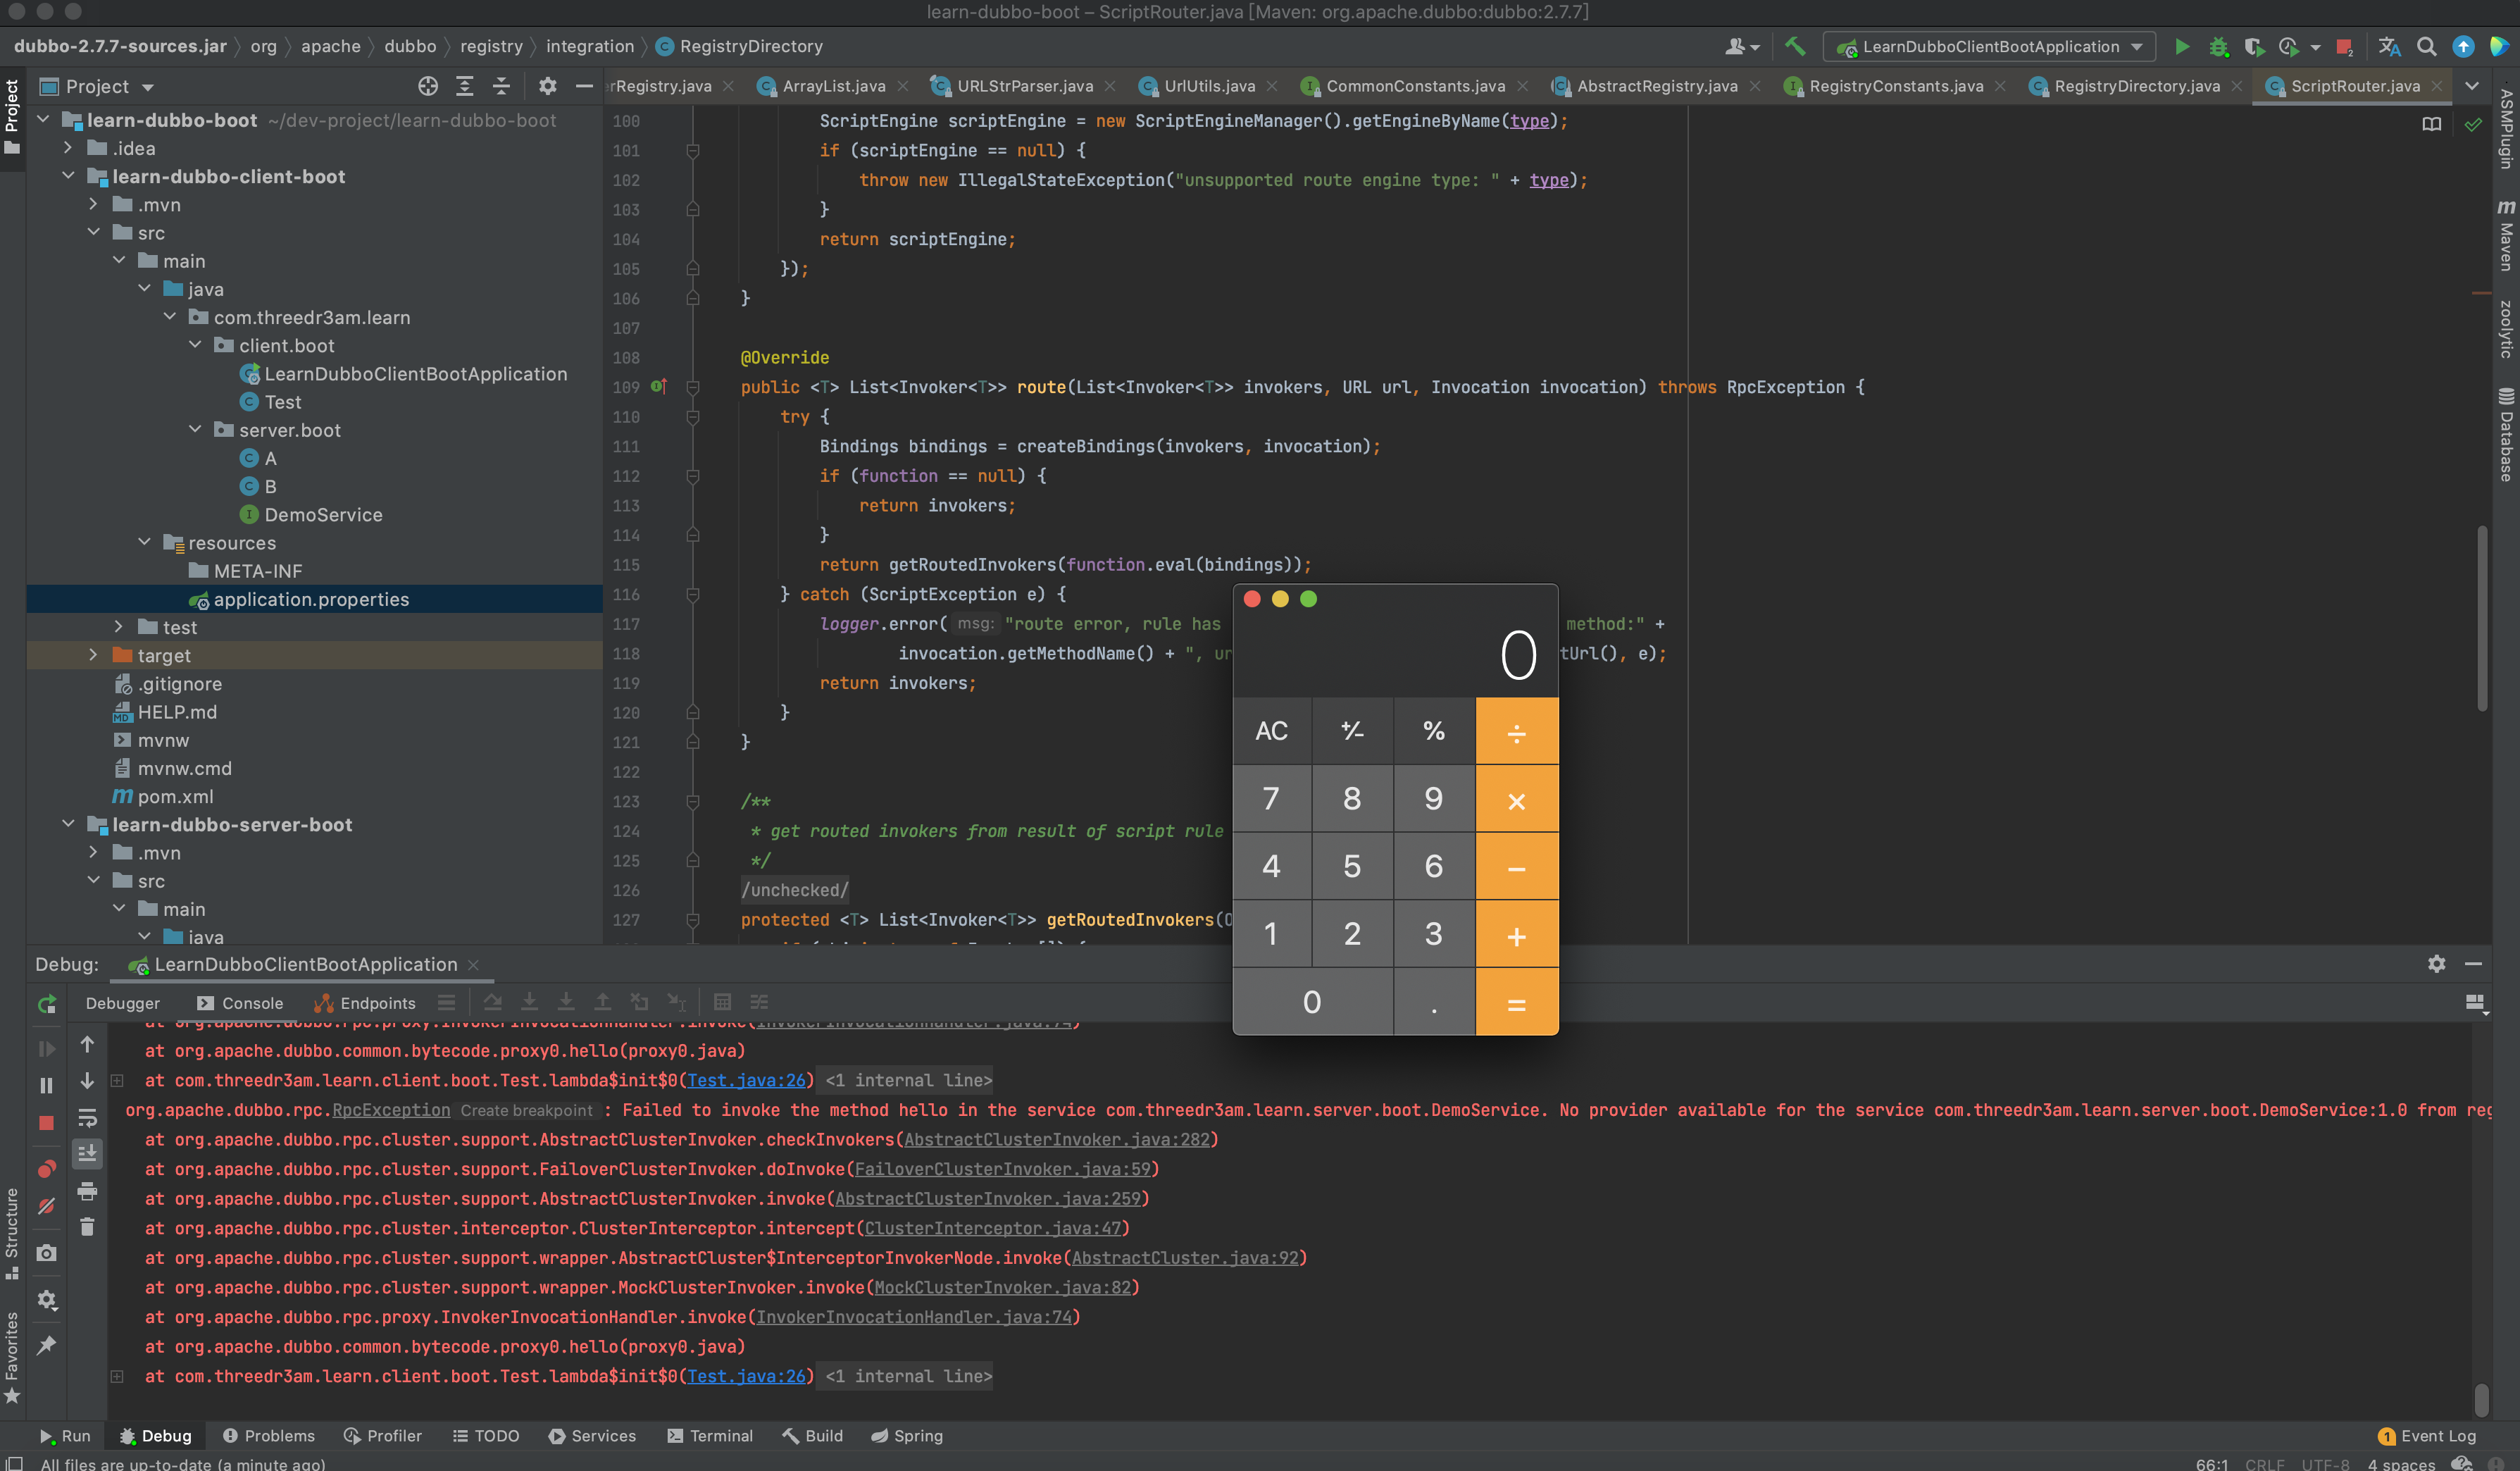 learn-dubbo-boot – ScriptRouter.java [Maven: org.apache.dubbo:dubbo:2.7.7]
dubbo-2.7.7-sources.jar org apache dubbo registry integration RegistryDirectory LearnDubboClientBootApplication
Project
rRegistry.java ArrayList.java URLStrParser.java UrlUtils.java CommonConstants.java AbstractRegistry.java RegistryConstants.java RegistryDirectory.java ScriptRouter.java
Project
Structure
Favorites
learn-dubbo-boot ~/dev-project/learn-dubbo-boot
.idea
learn-dubbo-client-boot
.mvn
src
main
java
com.threedr3am.learn
client.boot
LearnDubboClientBootApplication
Test
server.boot
A
B
DemoService
resources
META-INF
application.properties
test
target
.gitignore
HELP.md
mvnw
mvnw.cmd
pom.xml
learn-dubbo-server-boot
.mvn
src
main
java
100 ScriptEngine scriptEngine = new ScriptEngineManager().getEngineByName(type);
101 if (scriptEngine == null) {
102 throw new IllegalStateException("unsupported route engine type: " + type);
103 }
104 return scriptEngine;
105 });
106 }
107
108 @Override
109 public <T> List<Invoker<T>> route(List<Invoker<T>> invokers, URL url, Invocation invocation) throws RpcException {
110 try {
111 Bindings bindings = createBindings(invokers, invocation);
112 if (function == null) {
113 return invokers;
114 }
115 return getRoutedInvokers(function.eval(bindings));
116 } catch (ScriptException e) {
117 logger.error( msg: "route error, rule has method:" +
118 invocation.getMethodName() + ", ur tUrl(), e);
119 return invokers;
120 }
121 }
122
123 /**
124 * get routed invokers from result of script rule
125 */
126 /unchecked/
127 protected <T> List<Invoker<T>> getRoutedInvokers(O
0
AC +⁄- % ÷
7 8 9 ×
4 5 6 −
1 2 3 +
0 . =
ASMPlugin
Maven
zoolytic
Database
Debug: LearnDubboClientBootApplication
Debugger Console Endpoints
at org.apache.dubbo.rpc.proxy.InvokerInvocationHandler.invoke(InvokerInvocationHandler.java:74)
at org.apache.dubbo.common.bytecode.proxy0.hello(proxy0.java)
at com.threedr3am.learn.client.boot.Test.lambda$init$0(Test.java:26) <1 internal line>
org.apache.dubbo.rpc.RpcException Create breakpoint : Failed to invoke the method hello in the service com.threedr3am.learn.server.boot.DemoService. No provider available for the service com.threedr3am.learn.server.boot.DemoService:1.0 from reg
at org.apache.dubbo.rpc.cluster.support.AbstractClusterInvoker.checkInvokers(AbstractClusterInvoker.java:282)
at org.apache.dubbo.rpc.cluster.support.FailoverClusterInvoker.doInvoke(FailoverClusterInvoker.java:59)
at org.apache.dubbo.rpc.cluster.support.AbstractClusterInvoker.invoke(AbstractClusterInvoker.java:259)
at org.apache.dubbo.rpc.cluster.interceptor.ClusterInterceptor.intercept(ClusterInterceptor.java:47)
at org.apache.dubbo.rpc.cluster.support.wrapper.AbstractCluster$InterceptorInvokerNode.invoke(AbstractCluster.java:92)
at org.apache.dubbo.rpc.cluster.support.wrapper.MockClusterInvoker.invoke(MockClusterInvoker.java:82)
at org.apache.dubbo.rpc.proxy.InvokerInvocationHandler.invoke(InvokerInvocationHandler.java:74)
at org.apache.dubbo.common.bytecode.proxy0.hello(proxy0.java)
at com.threedr3am.learn.client.boot.Test.lambda$init$0(Test.java:26) <1 internal line>
Run Debug Problems Profiler TODO Services Terminal Build Spring 1 Event Log
All files are up-to-date (a minute ago) 66:1 CRLF UTF-8 4 spaces